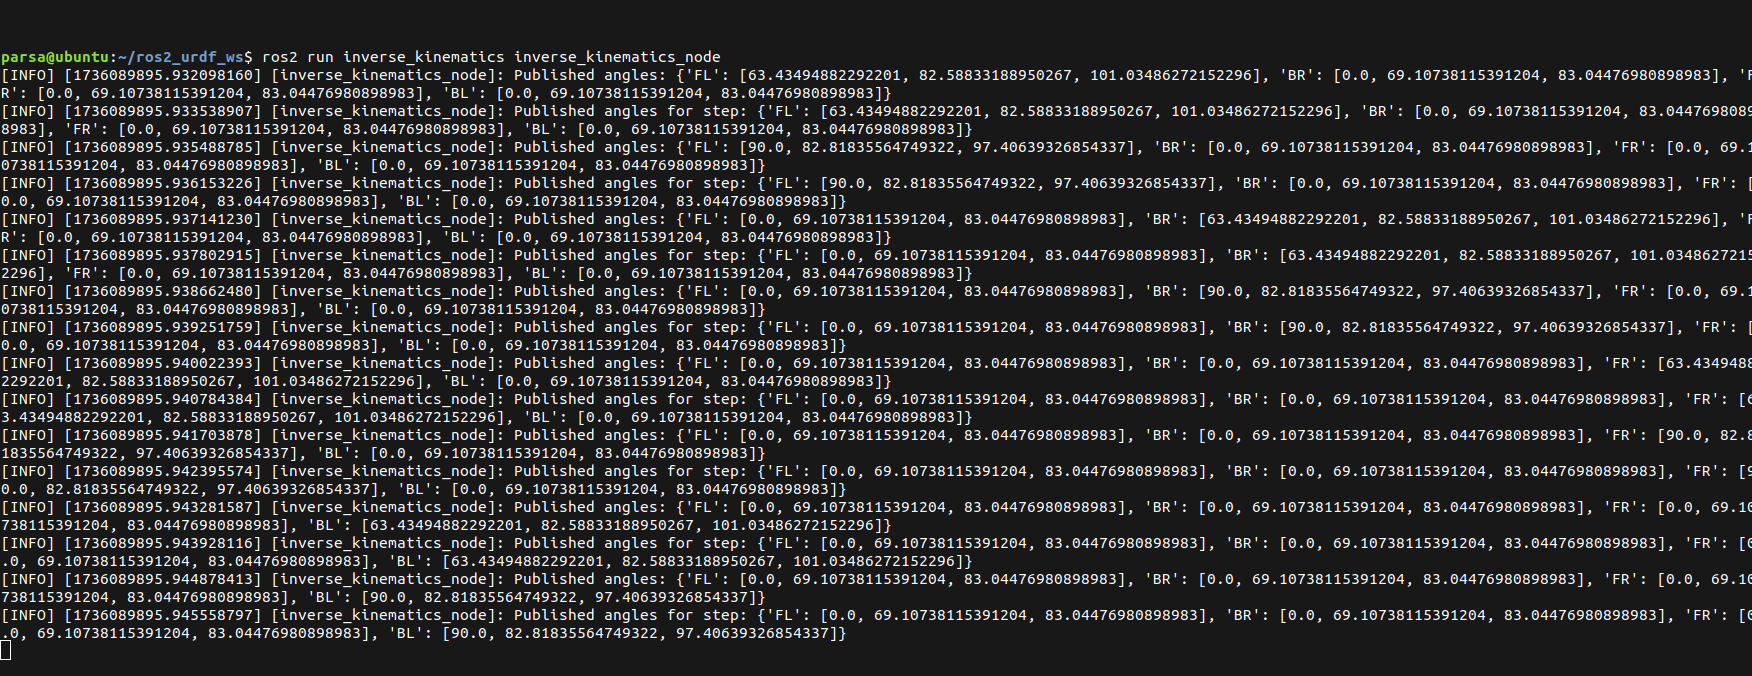 parsa@ubuntu:~/ros2_urdf_ws$ ros2 run inverse_kinematics inverse_kinematics_node
[INFO] [1736089895.932098160] [inverse_kinematics_node]: Published angles: {'FL': [63.43494882292201, 82.58833188950267, 101.03486272152296], 'BR': [0.0, 69.10738115391204, 83.04476980898983], 'F
R': [0.0, 69.10738115391204, 83.04476980898983], 'BL': [0.0, 69.10738115391204, 83.04476980898983]}
[INFO] [1736089895.933538907] [inverse_kinematics_node]: Published angles for step: {'FL': [63.43494882292201, 82.58833188950267, 101.03486272152296], 'BR': [0.0, 69.10738115391204, 83.0447698089
8983], 'FR': [0.0, 69.10738115391204, 83.04476980898983], 'BL': [0.0, 69.10738115391204, 83.04476980898983]}
[INFO] [1736089895.935488785] [inverse_kinematics_node]: Published angles: {'FL': [90.0, 82.81835564749322, 97.40639326854337], 'BR': [0.0, 69.10738115391204, 83.04476980898983], 'FR': [0.0, 69.1
0738115391204, 83.04476980898983], 'BL': [0.0, 69.10738115391204, 83.04476980898983]}
[INFO] [1736089895.936153226] [inverse_kinematics_node]: Published angles for step: {'FL': [90.0, 82.81835564749322, 97.40639326854337], 'BR': [0.0, 69.10738115391204, 83.04476980898983], 'FR': [
0.0, 69.10738115391204, 83.04476980898983], 'BL': [0.0, 69.10738115391204, 83.04476980898983]}
[INFO] [1736089895.937141230] [inverse_kinematics_node]: Published angles: {'FL': [0.0, 69.10738115391204, 83.04476980898983], 'BR': [63.43494882292201, 82.58833188950267, 101.03486272152296], 'F
R': [0.0, 69.10738115391204, 83.04476980898983], 'BL': [0.0, 69.10738115391204, 83.04476980898983]}
[INFO] [1736089895.937802915] [inverse_kinematics_node]: Published angles for step: {'FL': [0.0, 69.10738115391204, 83.04476980898983], 'BR': [63.43494882292201, 82.58833188950267, 101.0348627215
2296], 'FR': [0.0, 69.10738115391204, 83.04476980898983], 'BL': [0.0, 69.10738115391204, 83.04476980898983]}
[INFO] [1736089895.938662480] [inverse_kinematics_node]: Published angles: {'FL': [0.0, 69.10738115391204, 83.04476980898983], 'BR': [90.0, 82.81835564749322, 97.40639326854337], 'FR': [0.0, 69.1
0738115391204, 83.04476980898983], 'BL': [0.0, 69.10738115391204, 83.04476980898983]}
[INFO] [1736089895.939251759] [inverse_kinematics_node]: Published angles for step: {'FL': [0.0, 69.10738115391204, 83.04476980898983], 'BR': [90.0, 82.81835564749322, 97.40639326854337], 'FR': [
0.0, 69.10738115391204, 83.04476980898983], 'BL': [0.0, 69.10738115391204, 83.04476980898983]}
[INFO] [1736089895.940022393] [inverse_kinematics_node]: Published angles: {'FL': [0.0, 69.10738115391204, 83.04476980898983], 'BR': [0.0, 69.10738115391204, 83.04476980898983], 'FR': [63.4349488
2292201, 82.58833188950267, 101.03486272152296], 'BL': [0.0, 69.10738115391204, 83.04476980898983]}
[INFO] [1736089895.940784384] [inverse_kinematics_node]: Published angles for step: {'FL': [0.0, 69.10738115391204, 83.04476980898983], 'BR': [0.0, 69.10738115391204, 83.04476980898983], 'FR': [6
3.43494882292201, 82.58833188950267, 101.03486272152296], 'BL': [0.0, 69.10738115391204, 83.04476980898983]}
[INFO] [1736089895.941703878] [inverse_kinematics_node]: Published angles: {'FL': [0.0, 69.10738115391204, 83.04476980898983], 'BR': [0.0, 69.10738115391204, 83.04476980898983], 'FR': [90.0, 82.8
1835564749322, 97.40639326854337], 'BL': [0.0, 69.10738115391204, 83.04476980898983]}
[INFO] [1736089895.942395574] [inverse_kinematics_node]: Published angles for step: {'FL': [0.0, 69.10738115391204, 83.04476980898983], 'BR': [0.0, 69.10738115391204, 83.04476980898983], 'FR': [9
0.0, 82.81835564749322, 97.40639326854337], 'BL': [0.0, 69.10738115391204, 83.04476980898983]}
[INFO] [1736089895.943281587] [inverse_kinematics_node]: Published angles: {'FL': [0.0, 69.10738115391204, 83.04476980898983], 'BR': [0.0, 69.10738115391204, 83.04476980898983], 'FR': [0.0, 69.10
738115391204, 83.04476980898983], 'BL': [63.43494882292201, 82.58833188950267, 101.03486272152296]}
[INFO] [1736089895.943928116] [inverse_kinematics_node]: Published angles for step: {'FL': [0.0, 69.10738115391204, 83.04476980898983], 'BR': [0.0, 69.10738115391204, 83.04476980898983], 'FR': [0
.0, 69.10738115391204, 83.04476980898983], 'BL': [63.43494882292201, 82.58833188950267, 101.03486272152296]}
[INFO] [1736089895.944878413] [inverse_kinematics_node]: Published angles: {'FL': [0.0, 69.10738115391204, 83.04476980898983], 'BR': [0.0, 69.10738115391204, 83.04476980898983], 'FR': [0.0, 69.10
738115391204, 83.04476980898983], 'BL': [90.0, 82.81835564749322, 97.40639326854337]}
[INFO] [1736089895.945558797] [inverse_kinematics_node]: Published angles for step: {'FL': [0.0, 69.10738115391204, 83.04476980898983], 'BR': [0.0, 69.10738115391204, 83.04476980898983], 'FR': [0
.0, 69.10738115391204, 83.04476980898983], 'BL': [90.0, 82.81835564749322, 97.40639326854337]}